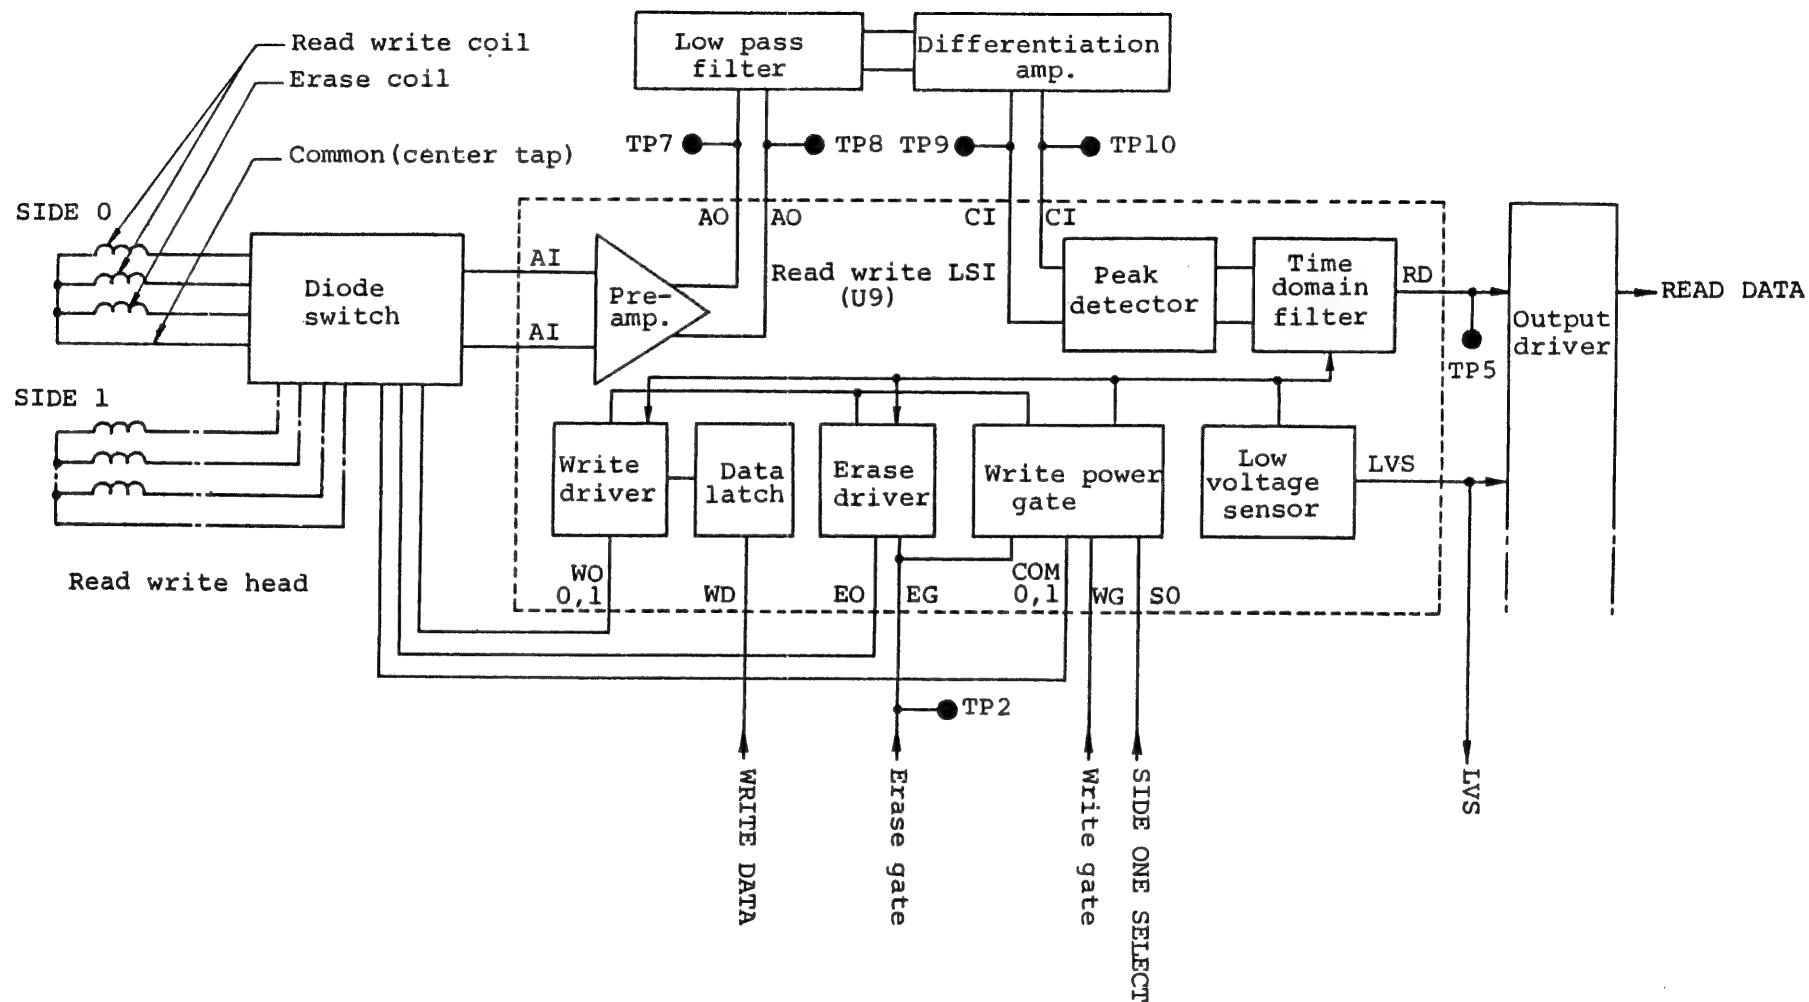 Read write coil
Erase coil
Common(center tap)
Low pass
filter
Differentiation
amp.
TP7
TP8
TP9
TP10
SIDE 0
AO
AO
CI
CI
Diode
switch
AI
AI
Pre-
amp.
Read write LSI
(U9)
Peak
detector
Time
domain
filter
RD
READ DATA
Output
driver
TP5
SIDE 1
Write
driver
Data
latch
Erase
driver
Write power
gate
Low
voltage
sensor
LVS
Read write head
WO
0,1
WD
EO
EG
COM
0,1
WG
SO
TP2
WRITE DATA
Erase gate
Write gate
SIDE ONE SELECT
LVS